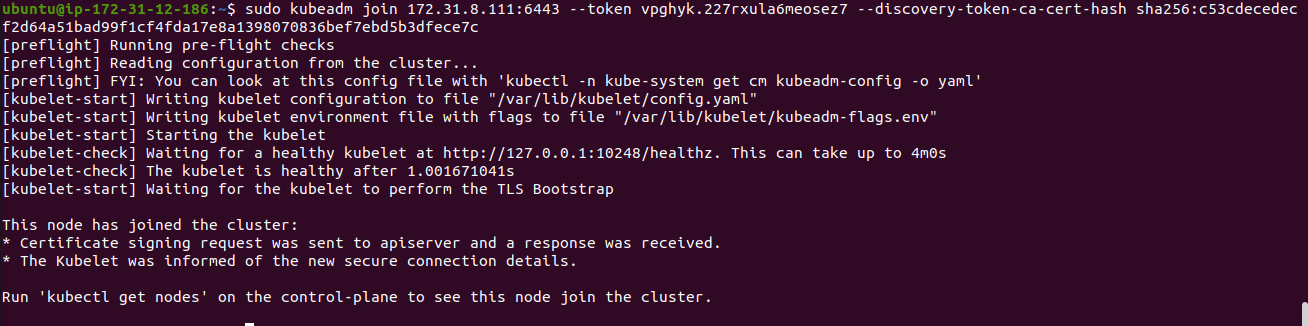 ubuntu@ip-172-31-12-186:~$ sudo kubeadm join 172.31.8.111:6443 --token vpghyk.227rxula6meosez7 --discovery-token-ca-cert-hash sha256:c53cdecedec
f2d64a51bad99f1cf4fda17e8a1398070836bef7ebd5b3dfece7c
[preflight] Running pre-flight checks
[preflight] Reading configuration from the cluster...
[preflight] FYI: You can look at this config file with 'kubectl -n kube-system get cm kubeadm-config -o yaml'
[kubelet-start] Writing kubelet configuration to file "/var/lib/kubelet/config.yaml"
[kubelet-start] Writing kubelet environment file with flags to file "/var/lib/kubelet/kubeadm-flags.env"
[kubelet-start] Starting the kubelet
[kubelet-check] Waiting for a healthy kubelet at http://127.0.0.1:10248/healthz. This can take up to 4m0s
[kubelet-check] The kubelet is healthy after 1.001671041s
[kubelet-start] Waiting for the kubelet to perform the TLS Bootstrap

This node has joined the cluster:
* Certificate signing request was sent to apiserver and a response was received.
* The Kubelet was informed of the new secure connection details.

Run 'kubectl get nodes' on the control-plane to see this node join the cluster.